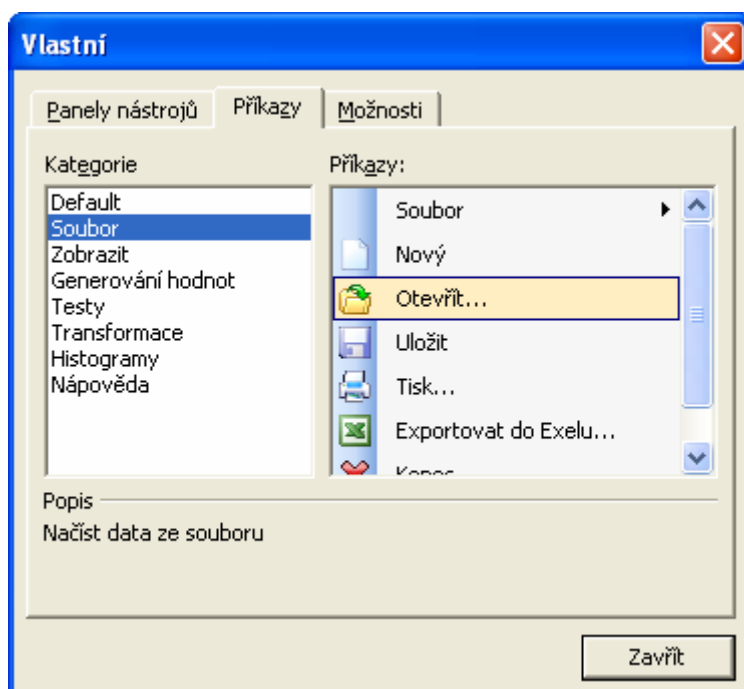 Vlastní
Panely nástrojů Příkazy Možnosti
Kategorie
Default
Soubor
Zobrazit
Generování hodnot
Testy
Transformace
Histogramy
Nápověda
Příkazy:
Soubor
Nový
Otevřít...
Uložit
Tisk...
Exportovat do Exelu...
Konec
Popis
Načíst data ze souboru
Zavřít